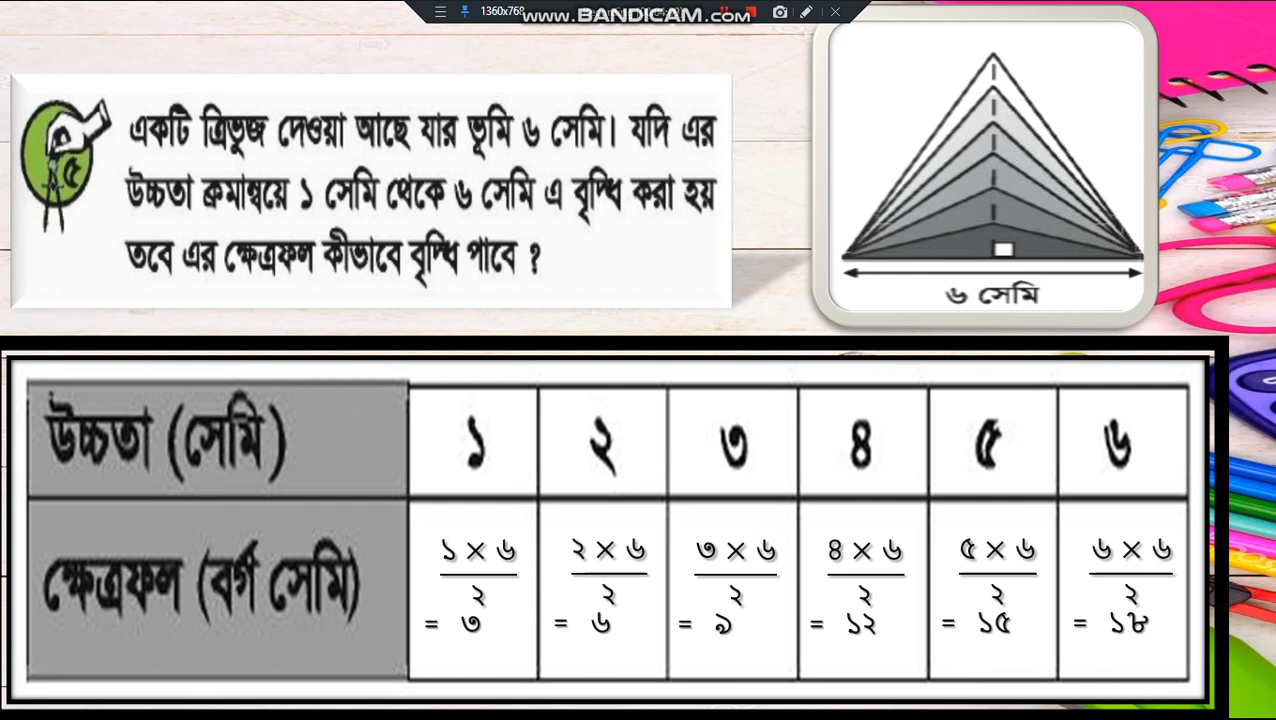 1360x768
www.BANDICAM.com
৫
একটি ত্রিভুজ দেওয়া আছে যার ভূমি ৬ সেমি। যদি এর
উচ্চতা ক্রমান্বয়ে ১ সেমি থেকে ৬ সেমি এ বৃদ্ধি করা হয়
তবে এর ক্ষেত্রফল কীভাবে বৃদ্ধি পাবে ?
৬ সেমি
উচ্চতা (সেমি) ১ ২ ৩ ৪ ৫ ৬
ক্ষেত্রফল (বর্গ সেমি)
১ × ৬ ২ × ৬ ৩ × ৬ ৪ × ৬ ৫ × ৬ ৬ × ৬
২ ২ ২ ২ ২ ২
= ৩ = ৬ = ৯ = ১২ = ১৫ = ১৮